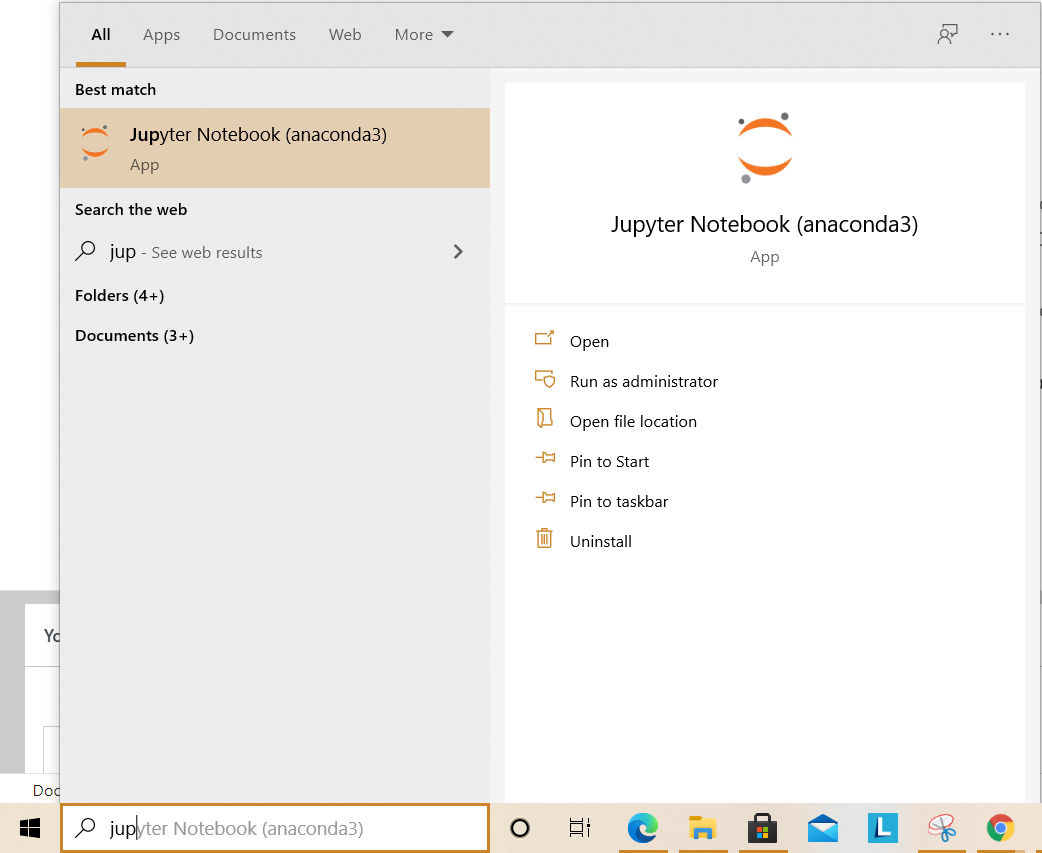 All Apps Documents Web More
Best match
Jupyter Notebook (anaconda3)
App
Search the web
jup - See web results
Folders (4+)
Documents (3+)
Jupyter Notebook (anaconda3)
App
Open
Run as administrator
Open file location
Pin to Start
Pin to taskbar
Uninstall
Yo
Doc
jupyter Notebook (anaconda3)
L